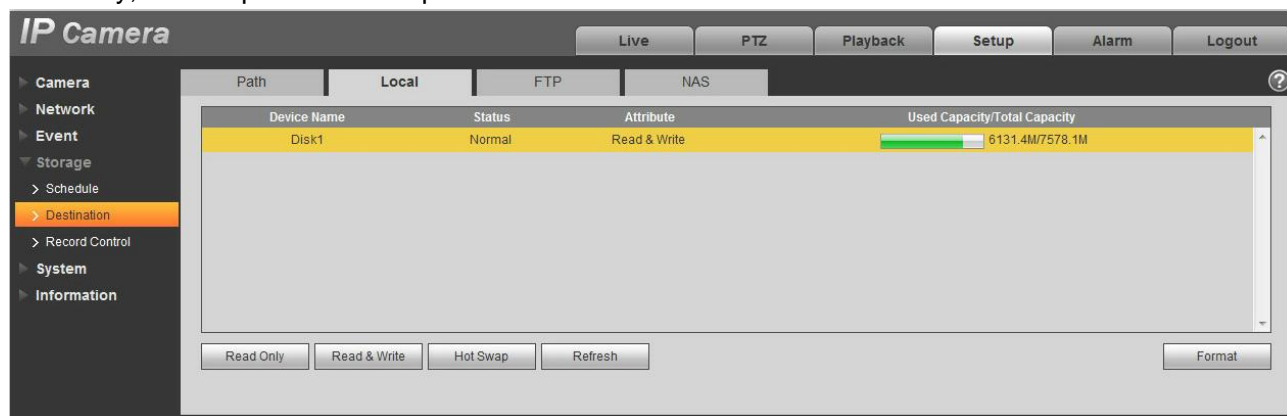 IP Camera
Live PTZ Playback Setup Alarm Logout
Camera
Network
Event
Storage
Schedule
Destination
Record Control
System
Information
Path Local FTP NAS
Device Name Status Attribute Used Capacity/Total Capacity
Disk1 Normal Read & Write 6131.4M/7578.1M
Read Only Read & Write Hot Swap Refresh Format